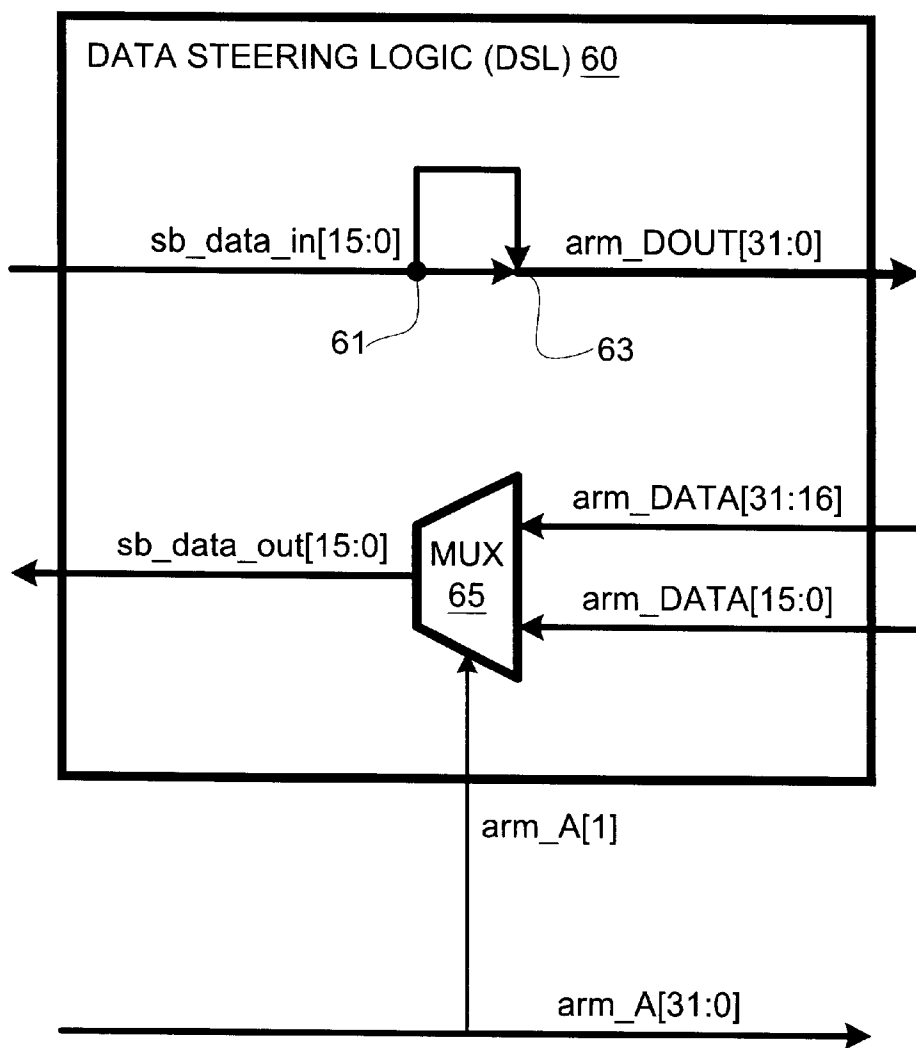 DATA STEERING LOGIC (DSL) 60
sb_data_in[15:0]
arm_DOUT[31:0]
61
63
arm_DATA[31:16]
sb_data_out[15:0]
MUX
65
arm_DATA[15:0]
arm_A[1]
arm_A[31:0]